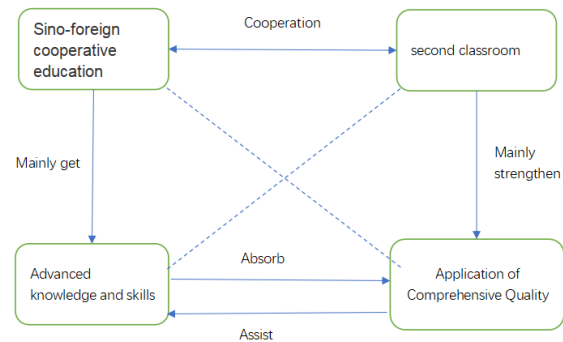 Sino-foreign
cooperative
education
Cooperation
second classroom
Mainly get
Mainly
strengthen
Advanced
knowledge and skills
Absorb
Application of
Comprehensive Quality
Assist